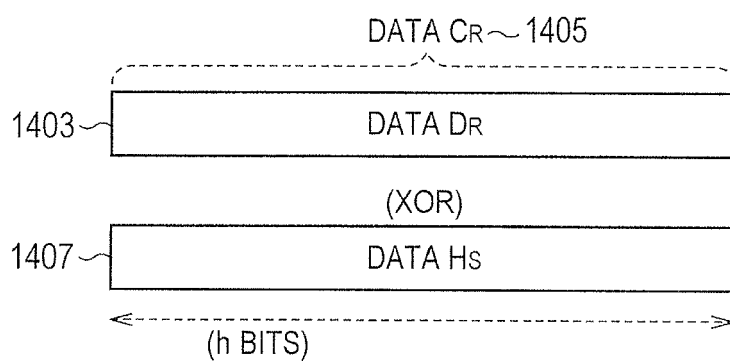 DATA CR 1405
1403 DATA DR
(XOR)
1407 DATA HS
(h BITS)